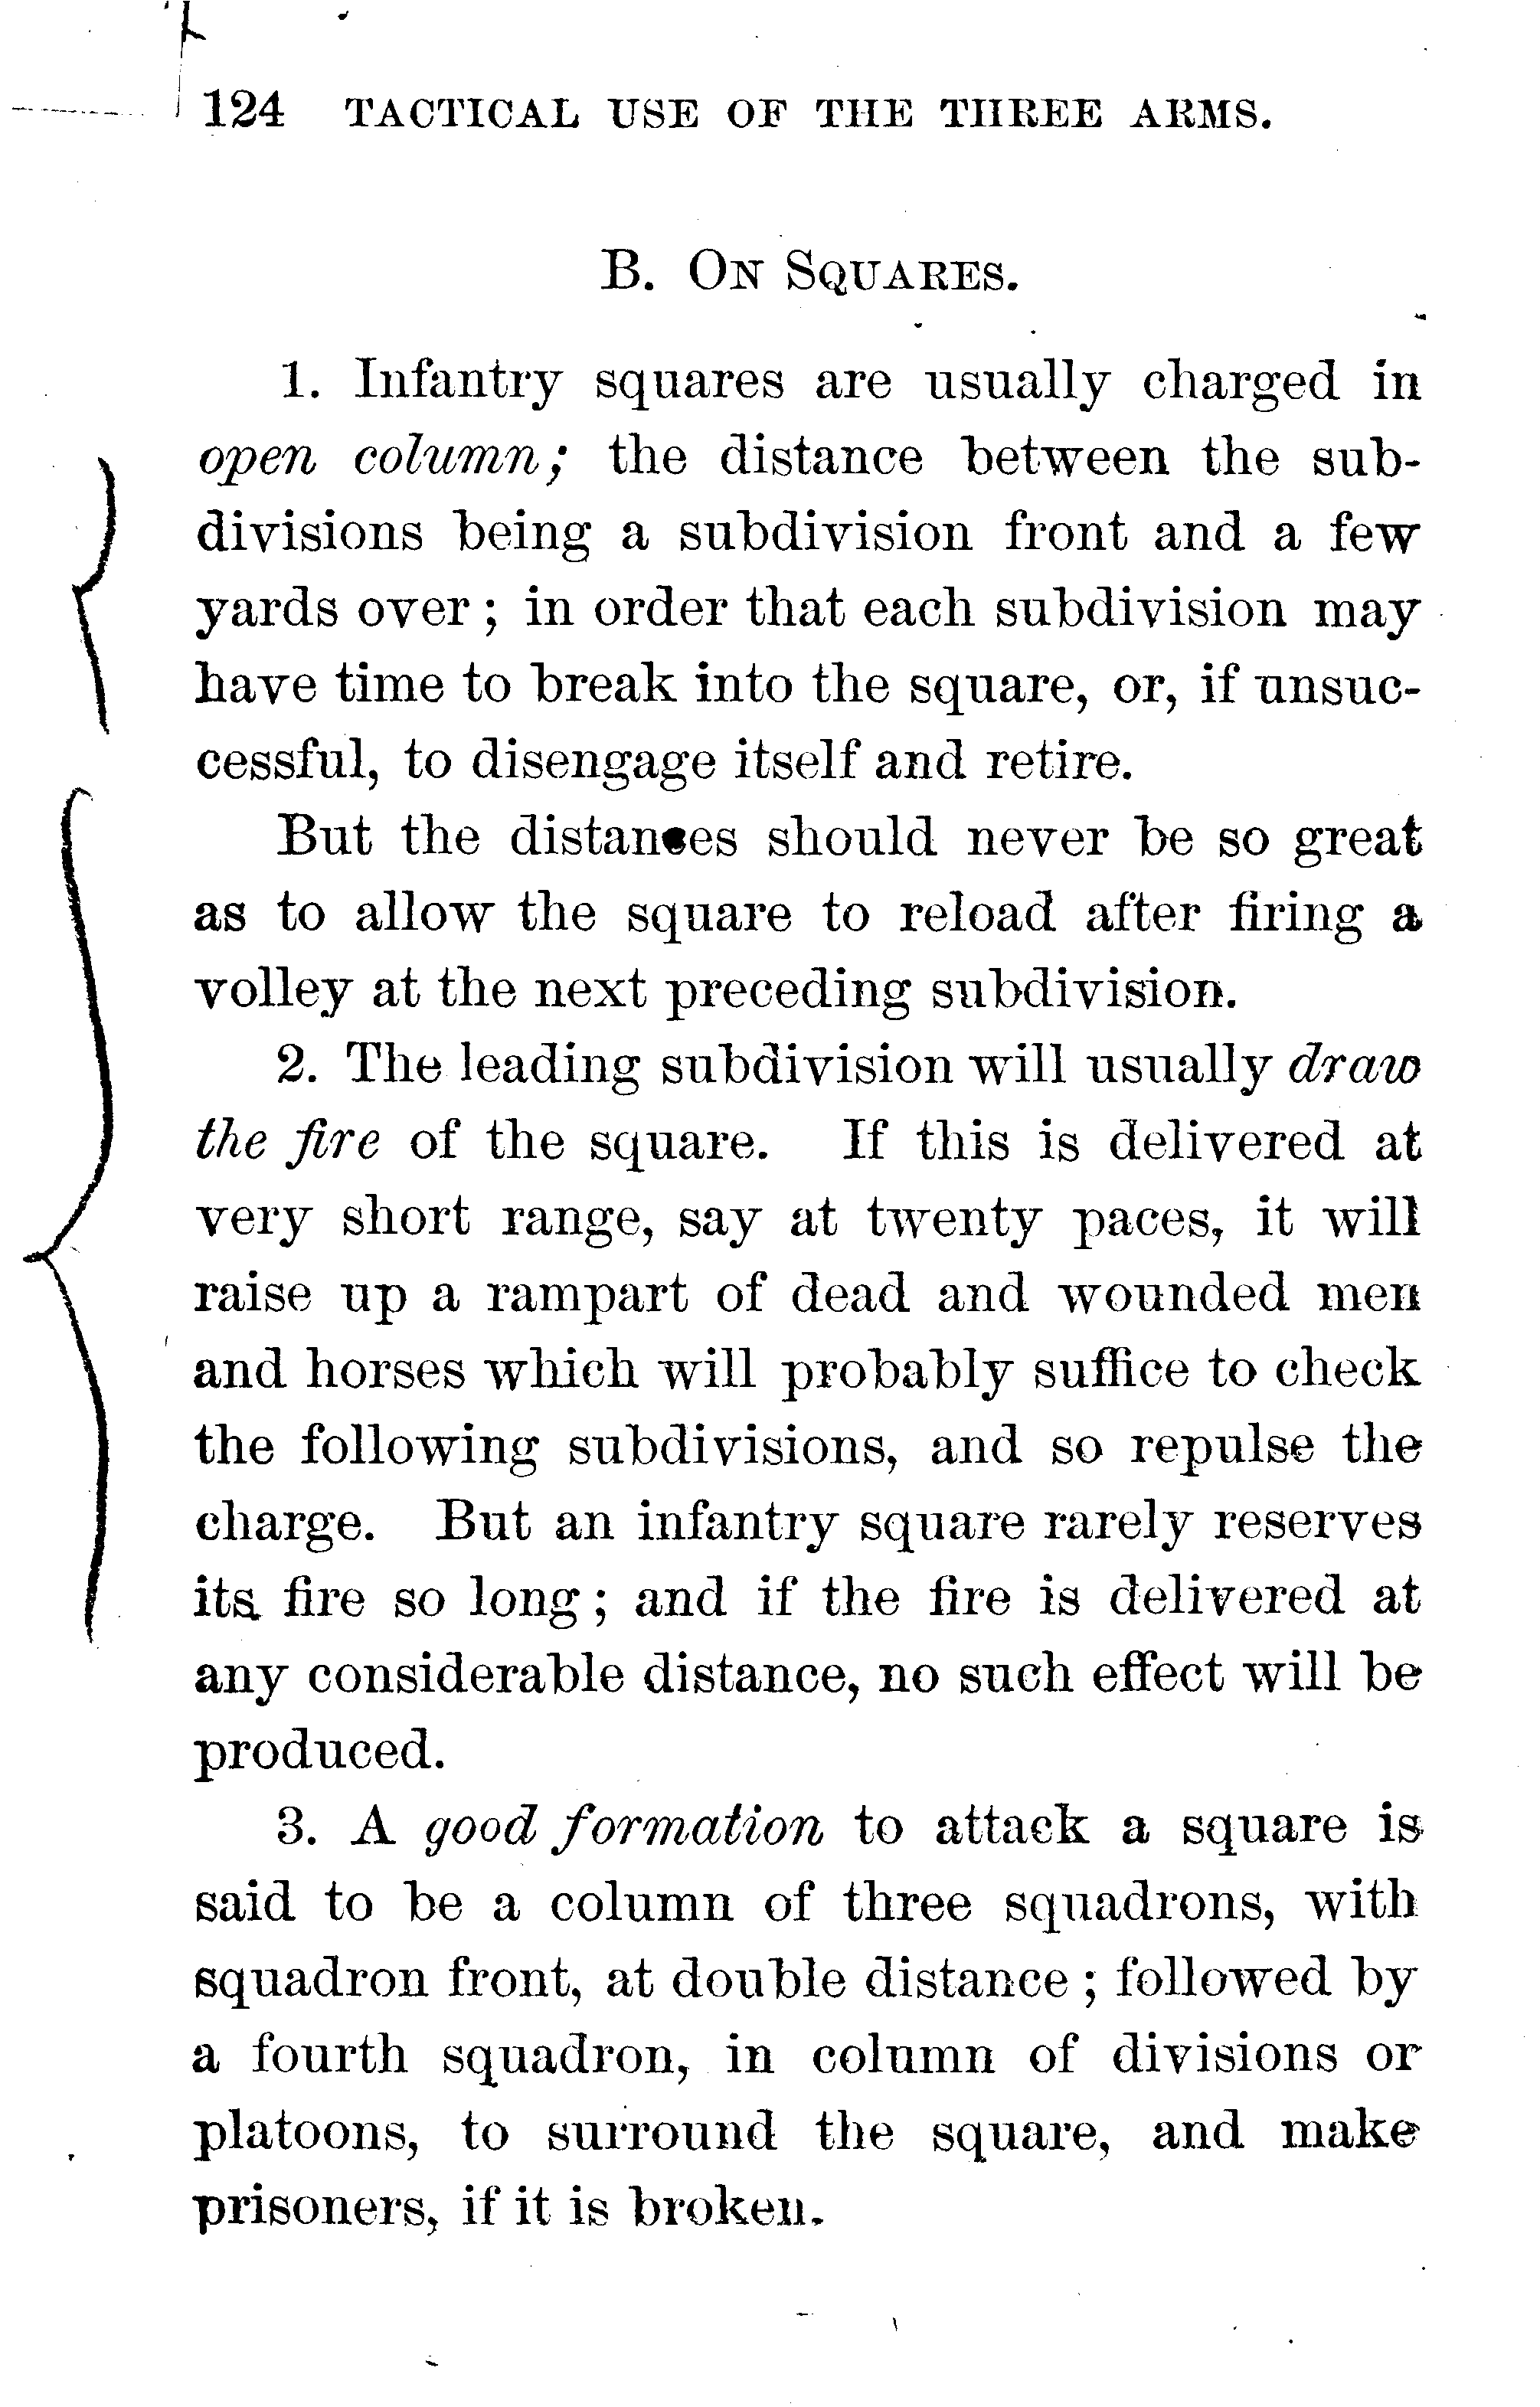 124 TACTICAL USE OF THE THREE ARMS.
B. ON SQUARES.
1. Infantry squares are usually charged in
open column; the distance between the sub-
divisions being a subdivision front and a few
yards over; in order that each subdivision may
have time to break into the square, or, if unsuc-
cessful, to disengage itself and retire.
But the distances should never be so great
as to allow the square to reload after firing a
volley at the next preceding subdivision.
2. The leading subdivision will usually draw
the fire of the square. If this is delivered at
very short range, say at twenty paces, it will
raise up a rampart of dead and wounded men
and horses which will probably suffice to check
the following subdivisions, and so repulse the
charge. But an infantry square rarely reserves
its fire so long; and if the fire is delivered at
any considerable distance, no such effect will be
produced.
3. A good formation to attack a square is
said to be a column of three squadrons, with
squadron front, at double distance; followed by
a fourth squadron, in column of divisions or
platoons, to surround the square, and make
prisoners, if it is broken.